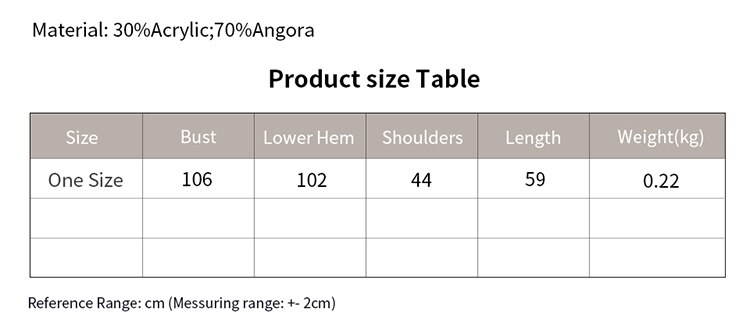 Material: 30%Acrylic;70%Angora
Product size Table
Size Bust Lower Hem Shoulders Length Weight(kg)
One Size 106 102 44 59 0.22
Reference Range: cm (Messuring range: +- 2cm)